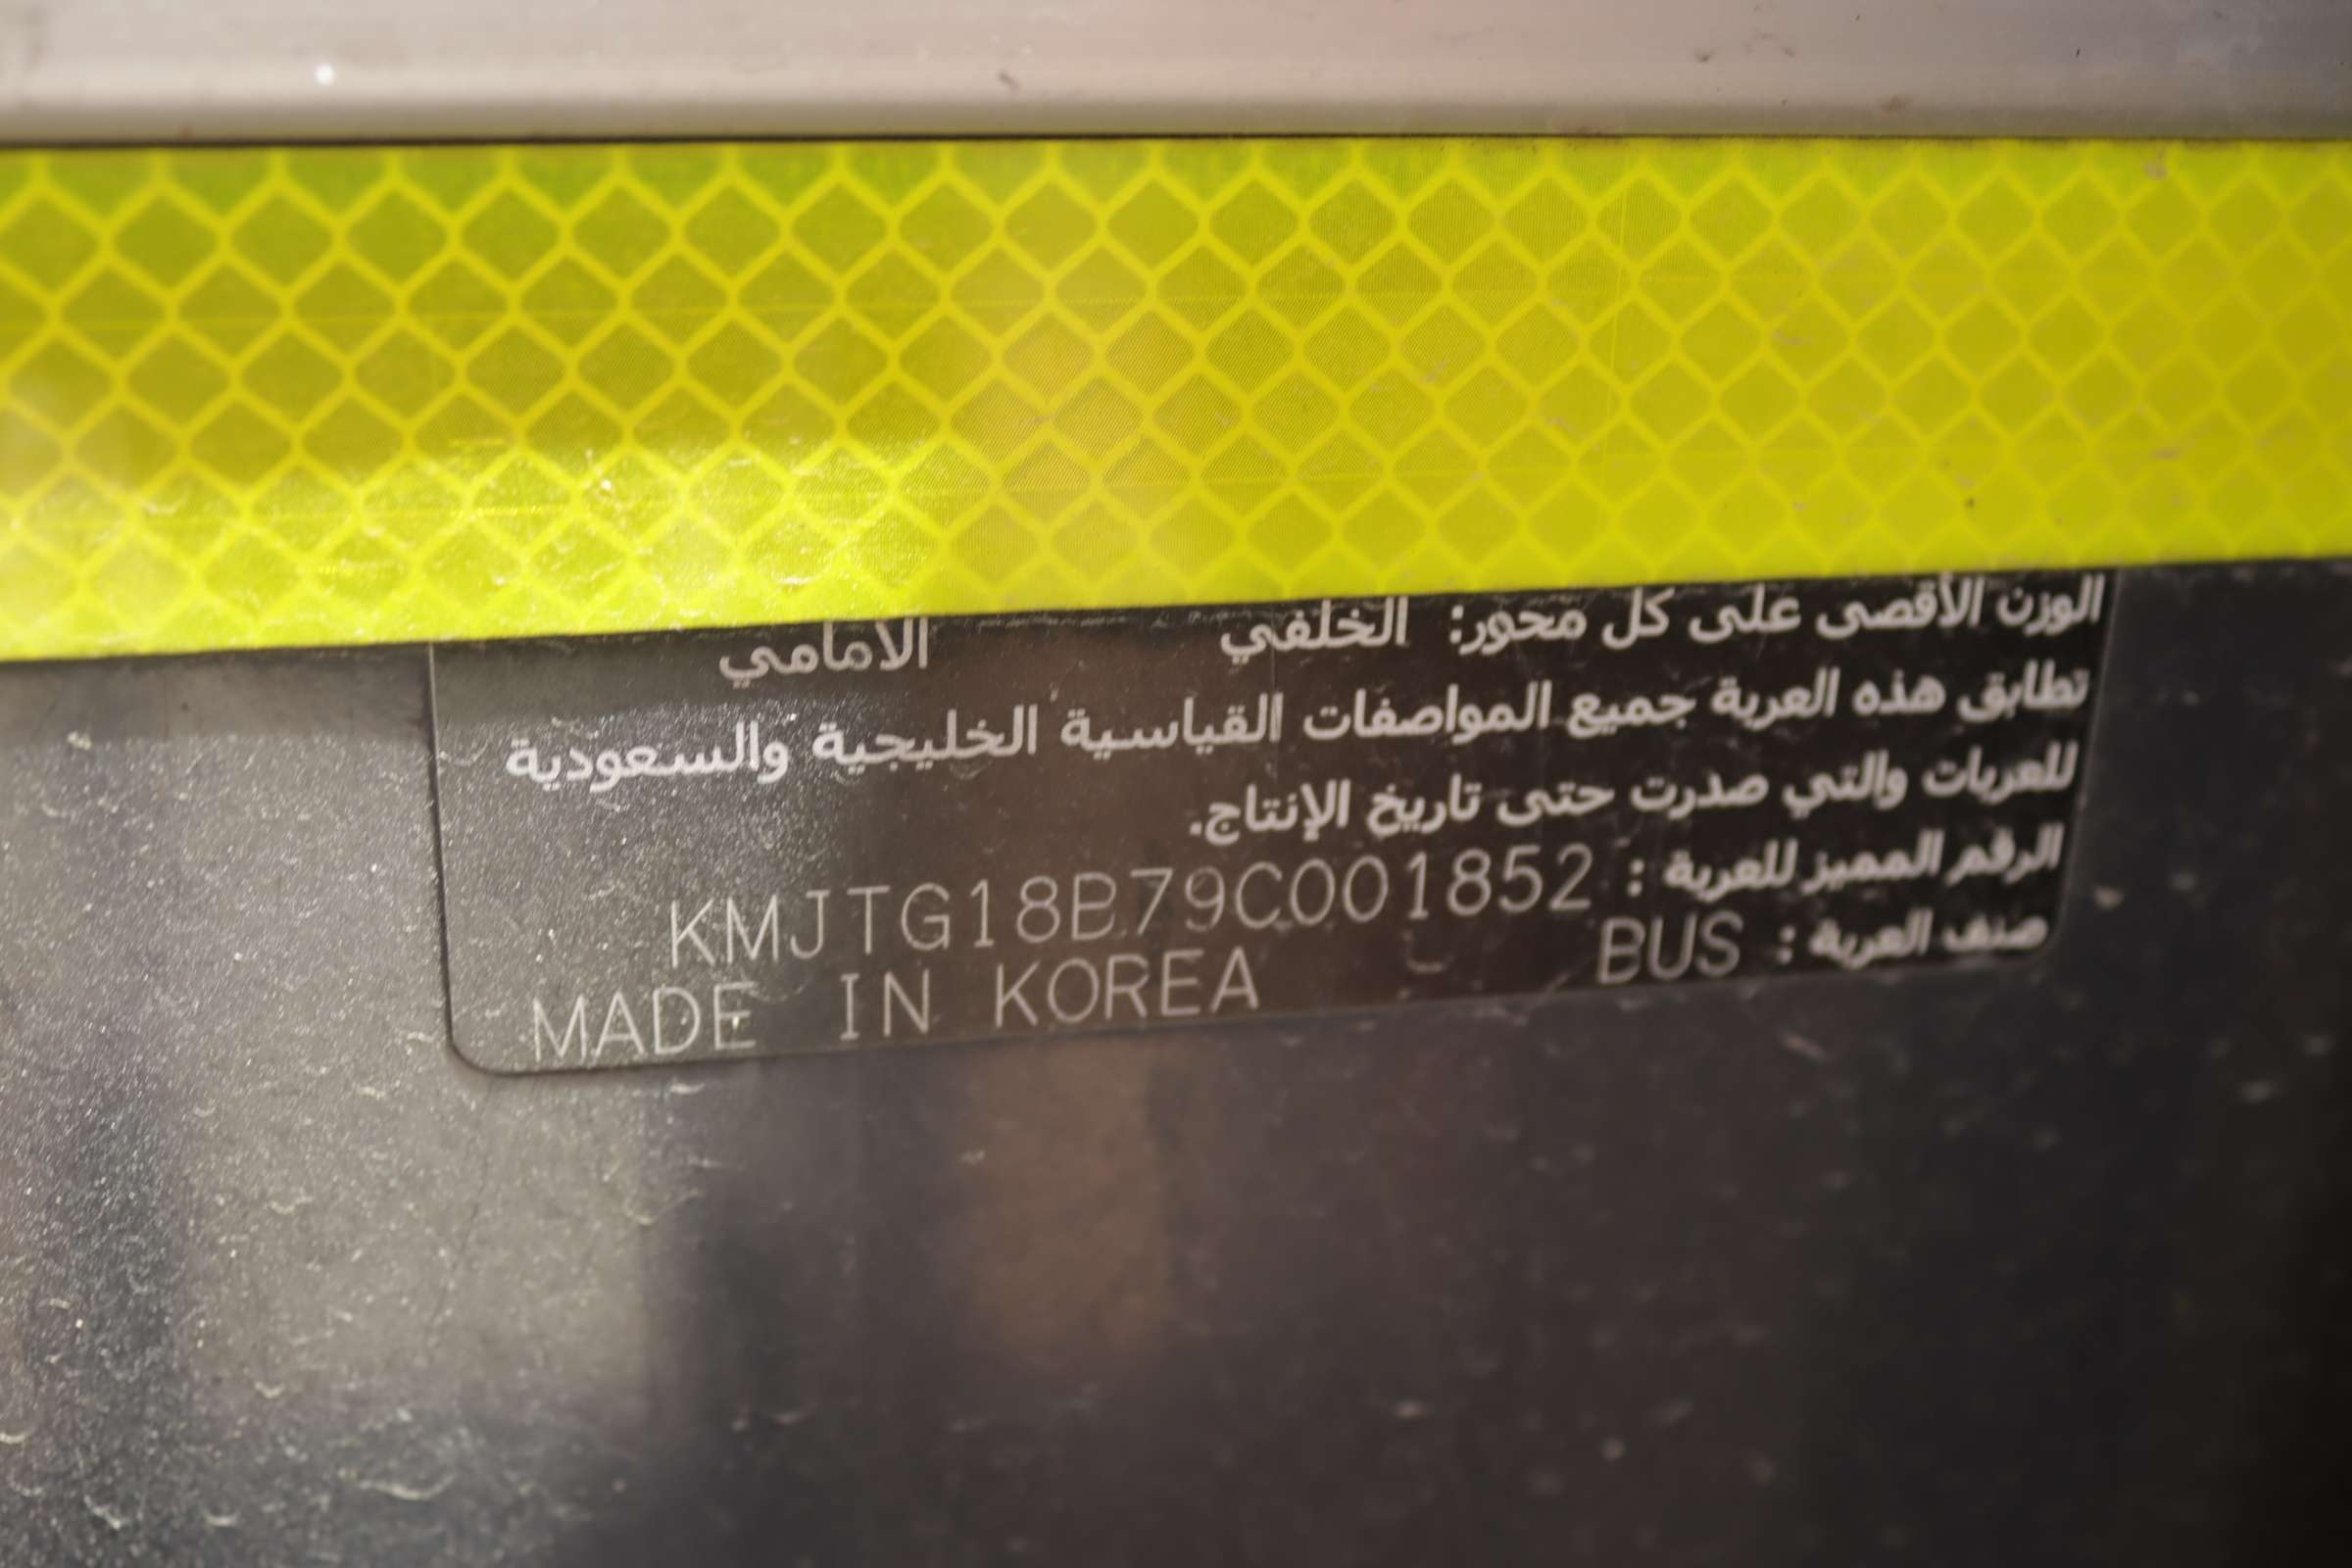 الوزن الأقصى على كل محور: الخلفي الامامي
تطابق هذه العربة جميع المواصفات القياسية الخليجية والسعودية
للعربات والتي صدرت حتى تاريخ الإنتاج.
الرقم المميز للعربة : KMJTG18B79C001852
صنف العربة : BUS MADE IN KOREA